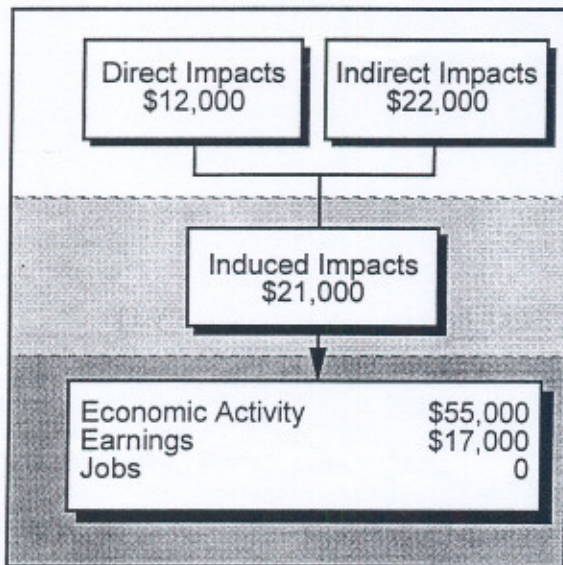 Direct Impacts
$12,000
Indirect Impacts
$22,000
Induced Impacts
$21,000
Economic Activity $55,000
Earnings $17,000
Jobs 0